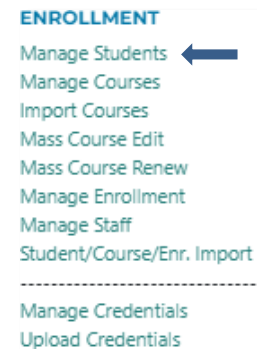 ENROLLMENT
Manage Students
Manage Courses
Import Courses
Mass Course Edit
Mass Course Renew
Manage Enrollment
Manage Staff
Student/Course/Enr. Import
-------------------------------
Manage Credentials
Upload Credentials